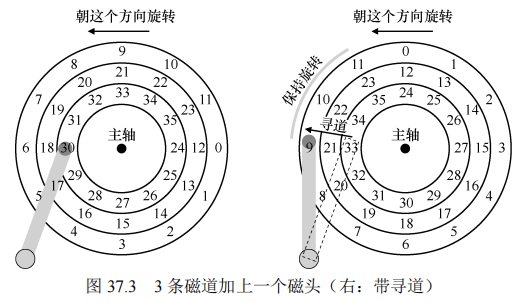 朝这个方向旋转
9
8 10
21
20 22
33
7 32 34 11
19 23
31 35
主轴
6 18 30 24 12 0
29 25
17 13
5 28 26 1
27
16 14
15
4 2
3
朝这个方向旋转
保持旋转
0
11 1
12
23 13
24
10 35 25 2
22 14
34 26
寻道
主轴
9 21 33 27 15 3
32 28
20 16
8 31 29 4
30
19 17
18
7 5
6
图 37.3 3 条磁道加上一个磁头（右：带寻道）